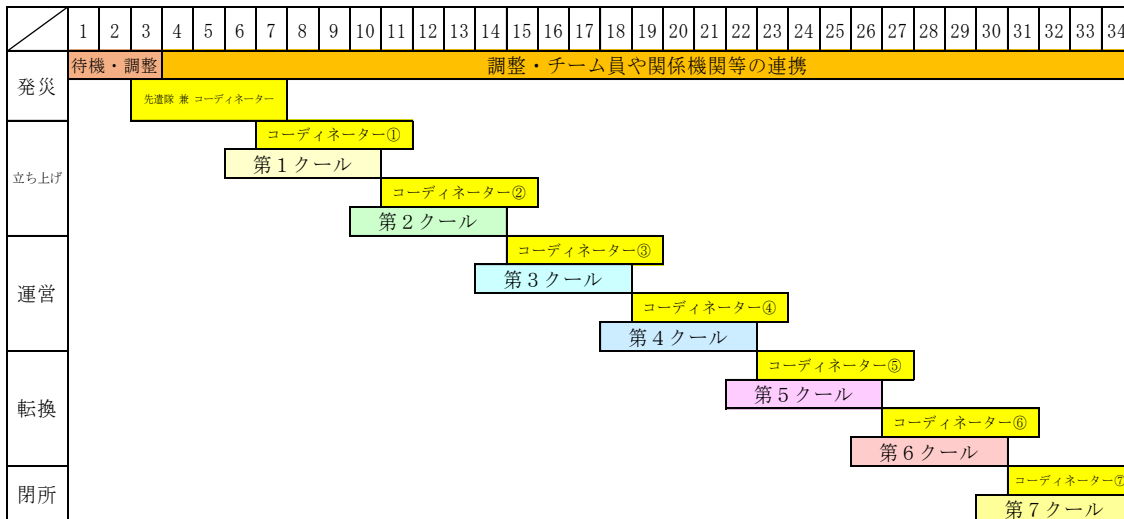 1 2 3 4 5 6 7 8 9 10 11 12 13 14 15 16 17 18 19 20 21 22 23 24 25 26 27 28 29 30 31 32 33 34
発災
待機・調整 調整・チーム員や関係機関等の連携
先遣隊 兼 コーディネーター
立ち上げ
コーディネーター①
第1クール
コーディネーター②
第2クール
運営
コーディネーター③
第3クール
コーディネーター④
第4クール
転換
コーディネーター⑤
第5クール
コーディネーター⑥
第6クール
閉所
コーディネーター⑦
第7クール